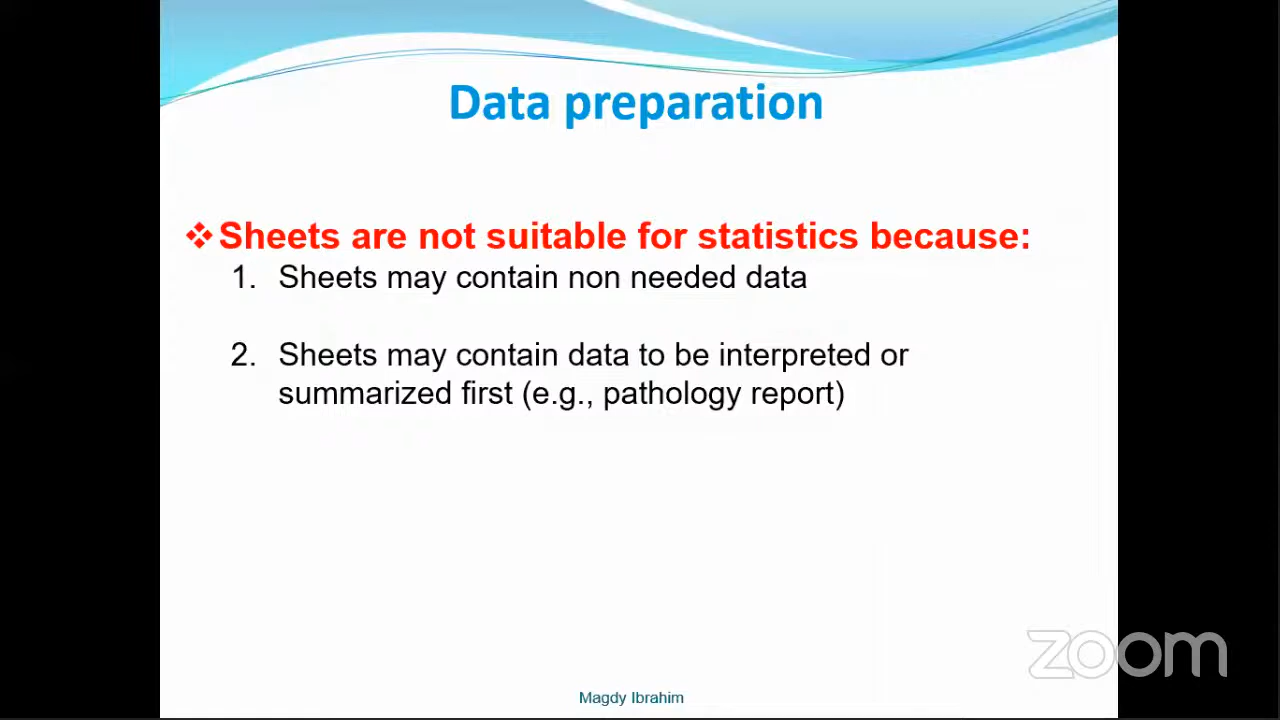 Data preparation
❖ Sheets are not suitable for statistics because:
1. Sheets may contain non needed data
2. Sheets may contain data to be interpreted or
summarized first (e.g., pathology report)
zoom
Magdy Ibrahim